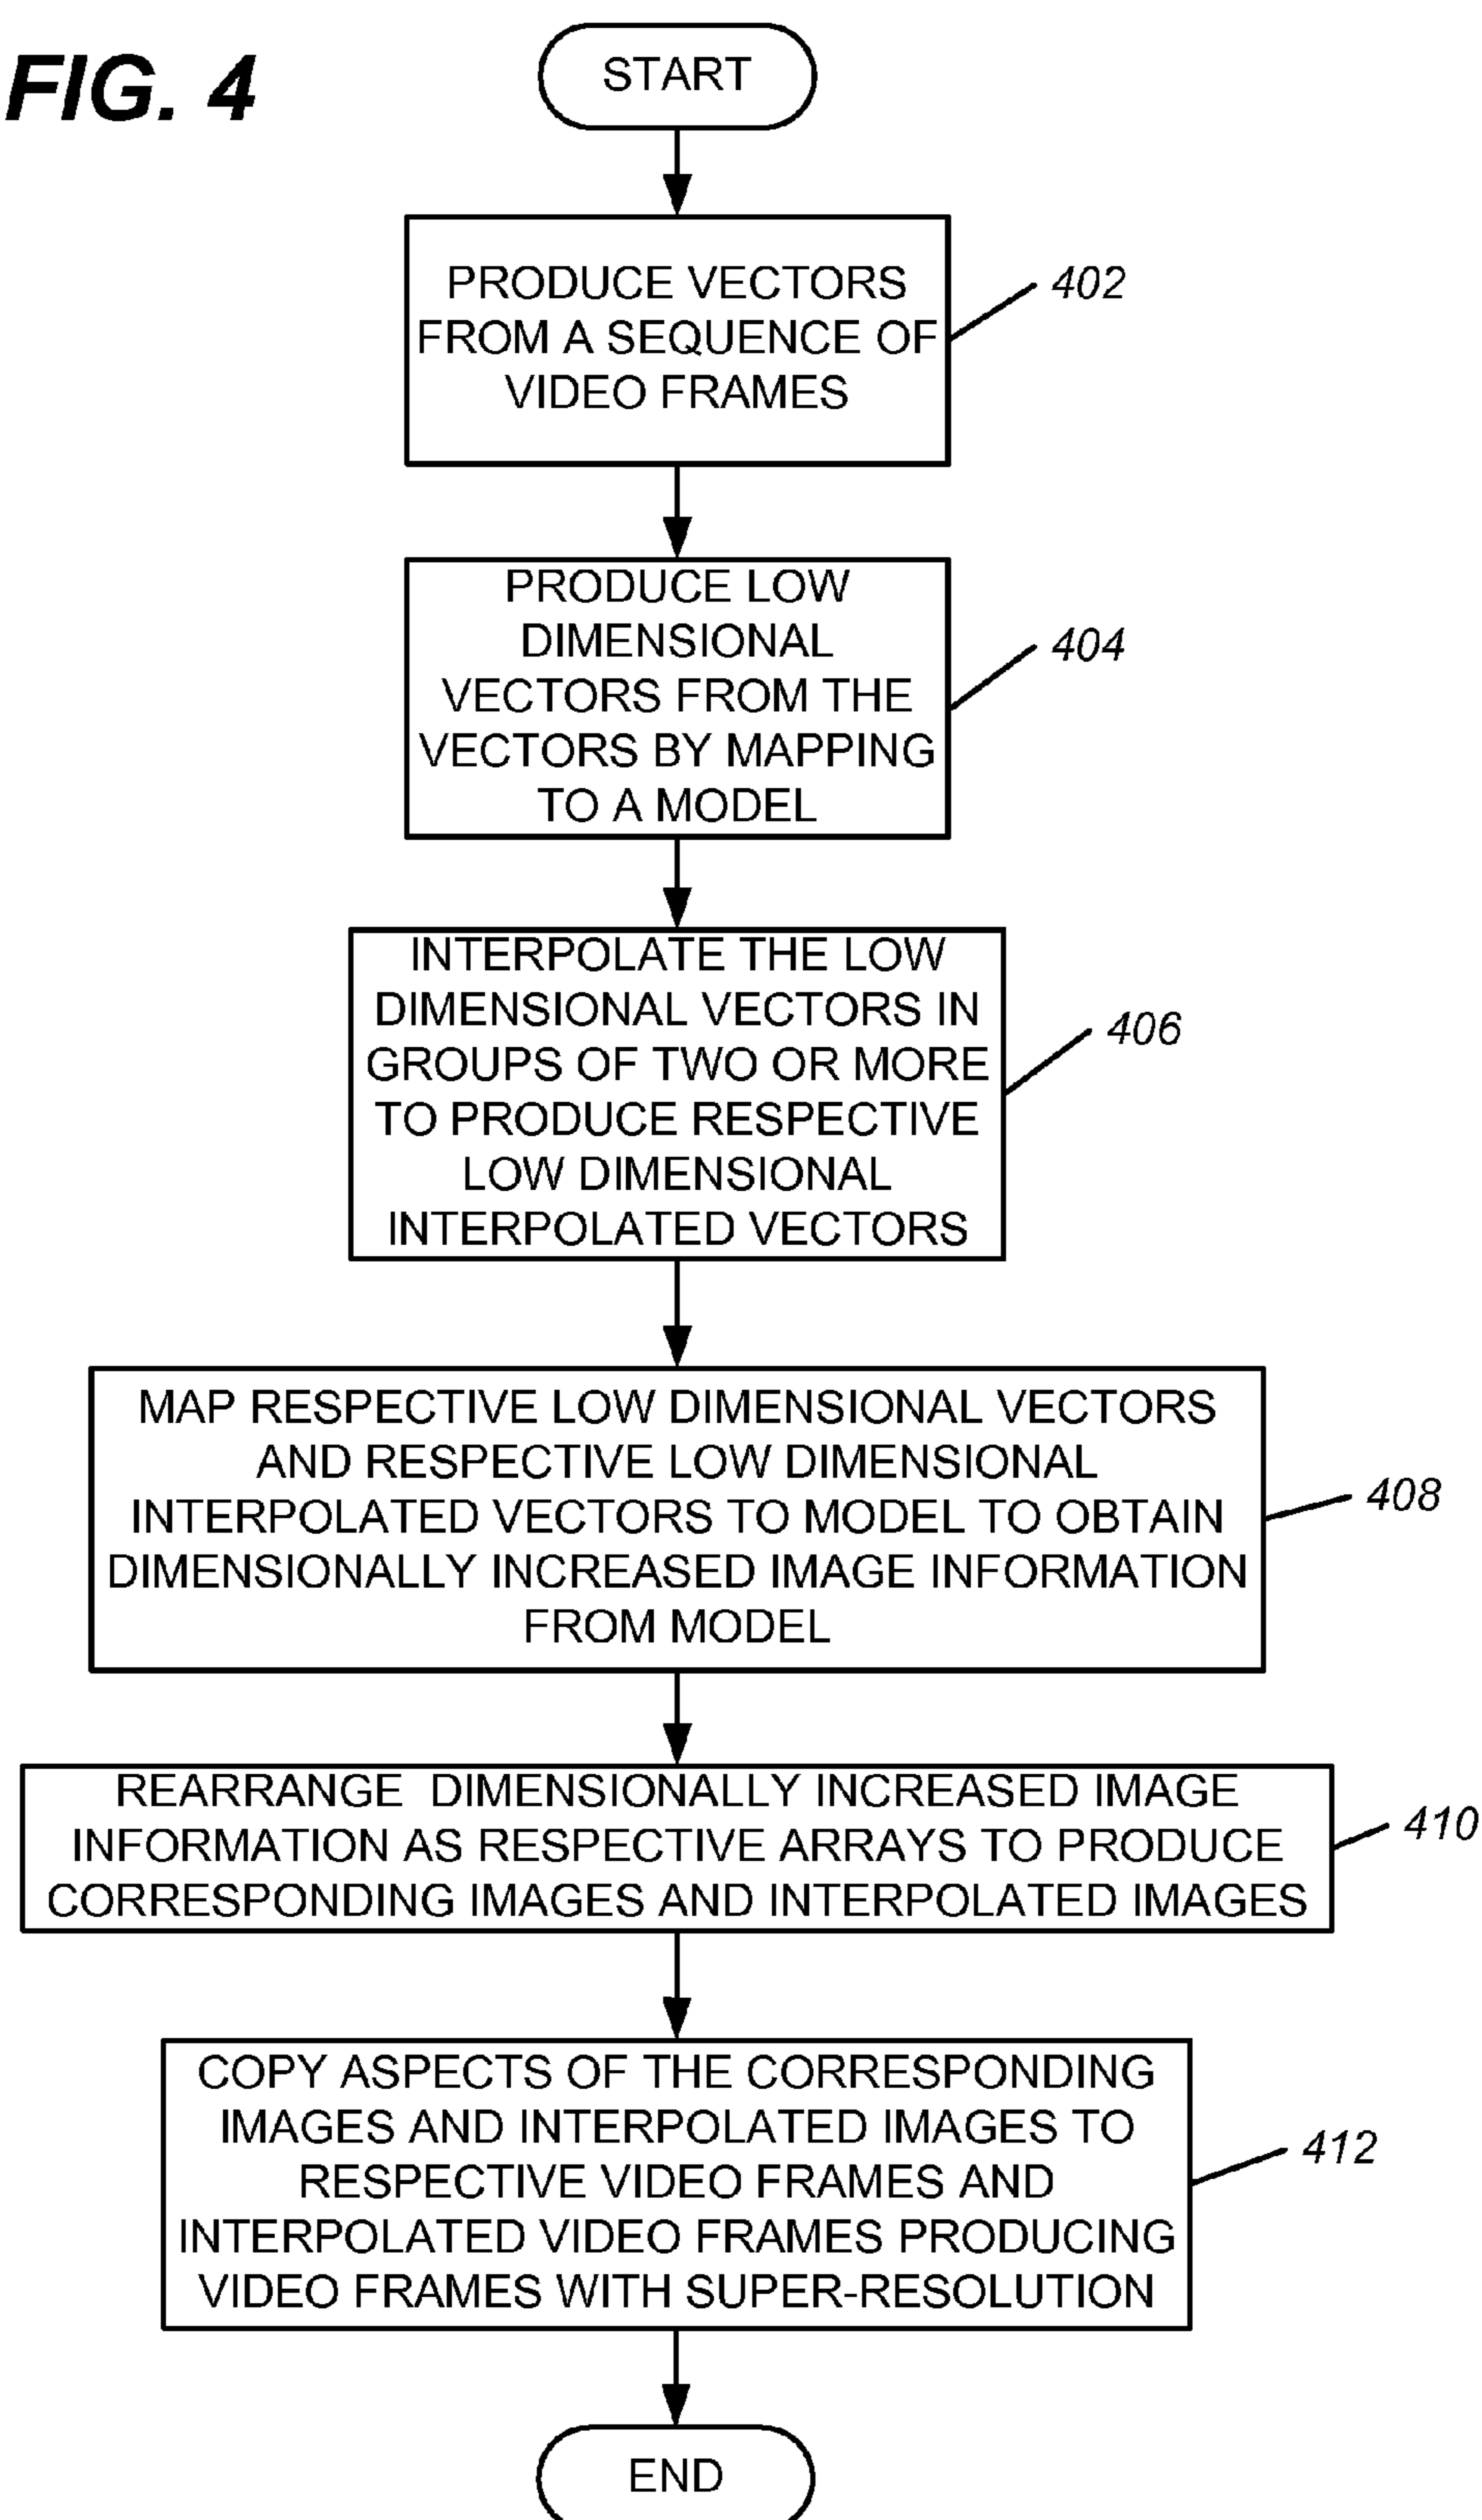 FIG. 4
START
PRODUCE VECTORS
FROM A SEQUENCE OF
VIDEO FRAMES
402
PRODUCE LOW
DIMENSIONAL
VECTORS FROM THE
VECTORS BY MAPPING
TO A MODEL
404
INTERPOLATE THE LOW
DIMENSIONAL VECTORS IN
GROUPS OF TWO OR MORE
TO PRODUCE RESPECTIVE
LOW DIMENSIONAL
INTERPOLATED VECTORS
406
MAP RESPECTIVE LOW DIMENSIONAL VECTORS
AND RESPECTIVE LOW DIMENSIONAL
INTERPOLATED VECTORS TO MODEL TO OBTAIN
DIMENSIONALLY INCREASED IMAGE INFORMATION
FROM MODEL
408
REARRANGE DIMENSIONALLY INCREASED IMAGE
INFORMATION AS RESPECTIVE ARRAYS TO PRODUCE
CORRESPONDING IMAGES AND INTERPOLATED IMAGES
410
COPY ASPECTS OF THE CORRESPONDING
IMAGES AND INTERPOLATED IMAGES TO
RESPECTIVE VIDEO FRAMES AND
INTERPOLATED VIDEO FRAMES PRODUCING
VIDEO FRAMES WITH SUPER-RESOLUTION
412
END